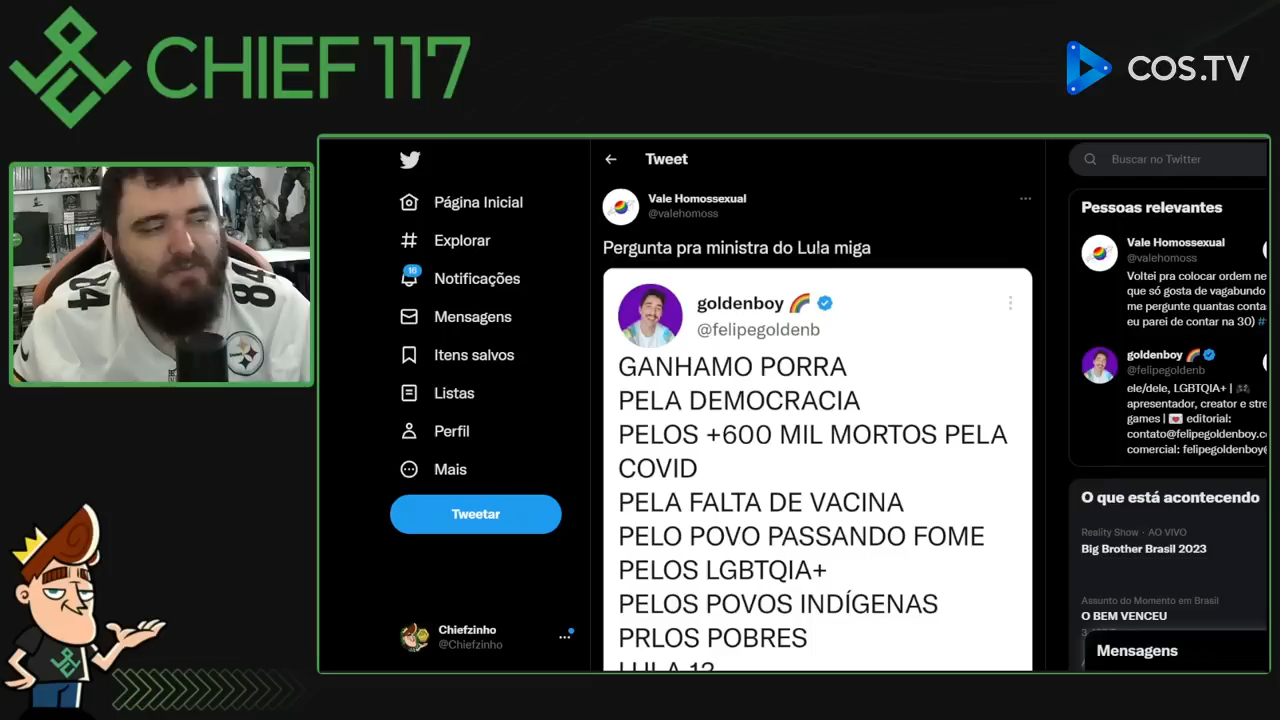 CHIEF 117
COS.TV
84
84
Página Inicial
Explorar
16
Notificações
Mensagens
Itens salvos
Listas
Perfil
Mais
Tweetar
Chiefzinho
@Chiefzinho
Tweet
Vale Homossexual
@valehomoss
Pergunta pra ministra do Lula miga
goldenboy
@felipegoldenb
GANHAMO PORRA
PELA DEMOCRACIA
PELOS +600 MIL MORTOS PELA
COVID
PELA FALTA DE VACINA
PELO POVO PASSANDO FOME
PELOS LGBTQIA+
PELOS POVOS INDÍGENAS
PRLOS POBRES
LULA 13
Buscar no Twitter
Pessoas relevantes
Vale Homossexual
@valehomoss
Voltei pra colocar ordem ne
que só gosta de vagabundo
me pergunte quantas conta
eu parei de contar na 30) #
goldenboy
@felipegoldenb
ele/dele, LGBTQIA+ |
apresentador, creator e stre
games | editorial:
contato@felipegoldenboy.co
comercial: felipegoldenboy@
O que está acontecendo
Reality Show · AO VIVO
Big Brother Brasil 2023
Assunto do Momento em Brasil
O BEM VENCEU
Mensagens